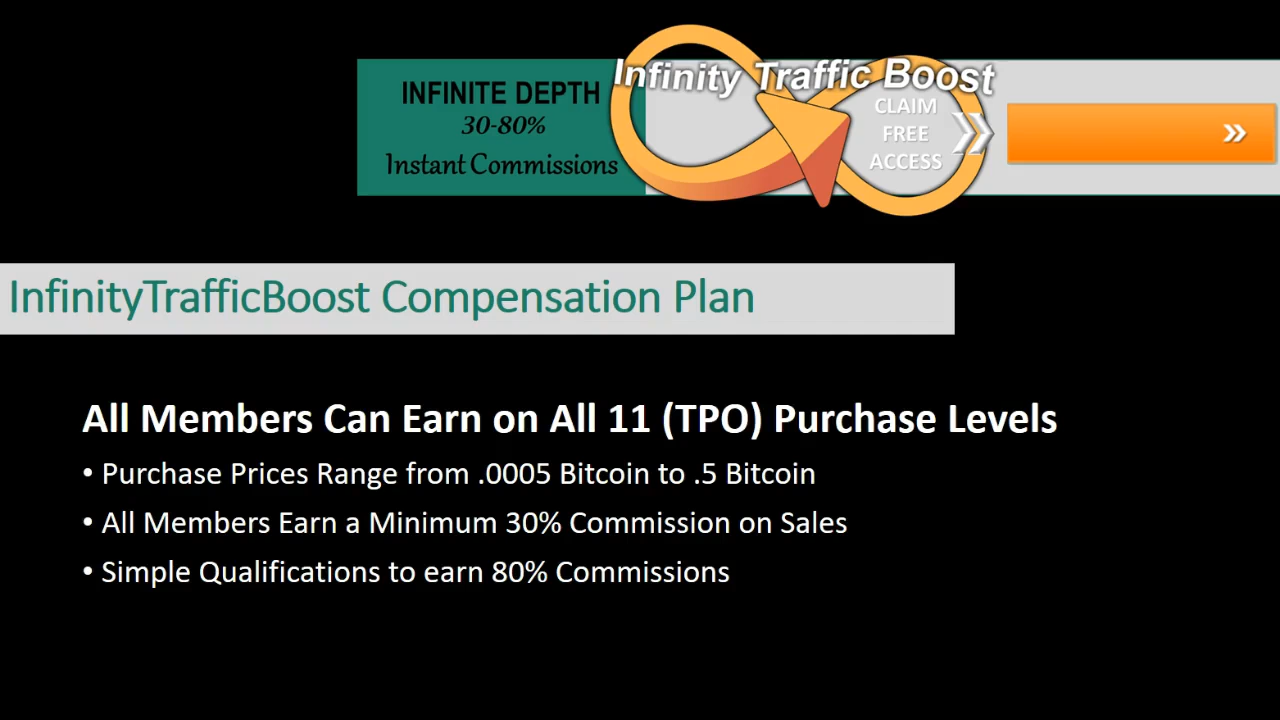 INFINITE DEPTH
30-80%
Instant Commissions
Infinity Traffic Boost
CLAIM
FREE
ACCESS
InfinityTrafficBoost Compensation Plan
All Members Can Earn on All 11 (TPO) Purchase Levels
• Purchase Prices Range from .0005 Bitcoin to .5 Bitcoin
• All Members Earn a Minimum 30% Commission on Sales
• Simple Qualifications to earn 80% Commissions